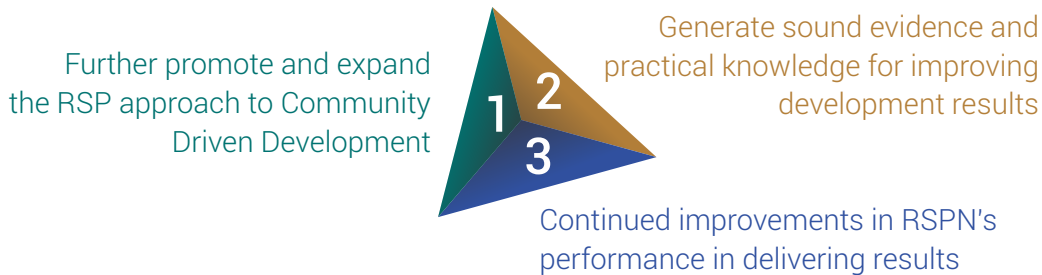 Further promote and expand
the RSP approach to Community
Driven Development
1
2
Generate sound evidence and
practical knowledge for improving
development results
3
Continued improvements in RSPN's
performance in delivering results